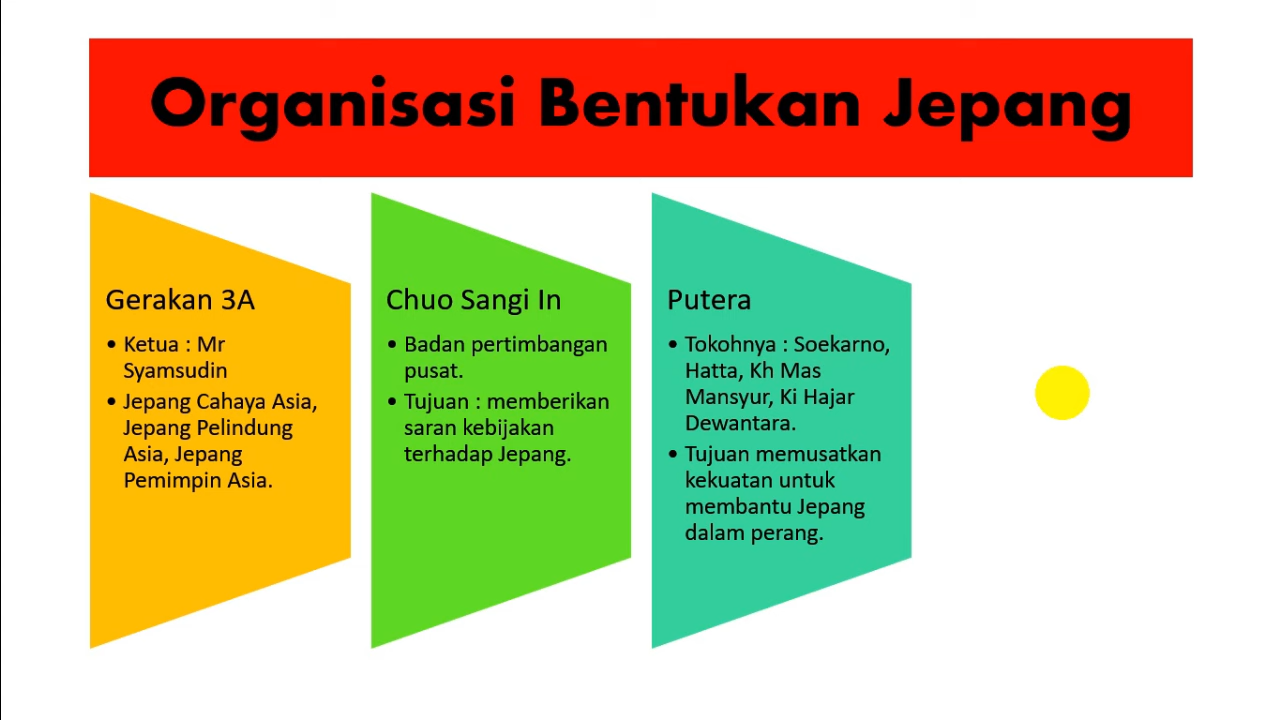 Organisasi Bentukan Jepang
Gerakan 3A
• Ketua : Mr
Syamsudin
• Jepang Cahaya Asia,
Jepang Pelindung
Asia, Jepang
Pemimpin Asia.
Chuo Sangi In
• Badan pertimbangan
pusat.
• Tujuan : memberikan
saran kebijakan
terhadap Jepang.
Putera
• Tokohnya : Soekarno,
Hatta, Kh Mas
Mansyur, Ki Hajar
Dewantara.
• Tujuan memusatkan
kekuatan untuk
membantu Jepang
dalam perang.